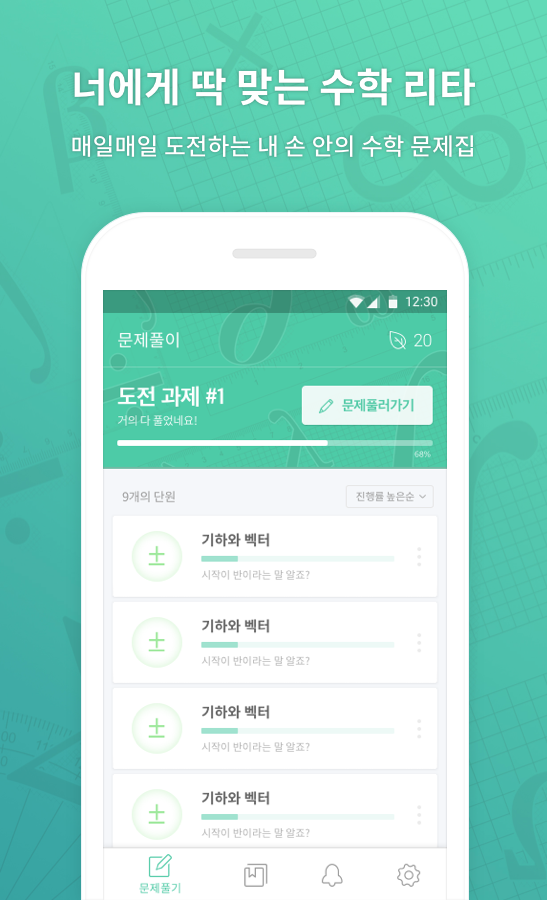 너에게 딱 맞는 수학 리타
매일매일 도전하는 내 손 안의 수학 문제집
12:30
문제풀이
20
도전 과제 #1
거의 다 풀었네요!
문제풀러가기
68%
9개의 단원
진행률 높은순
±
기하와 벡터
시작이 반이라는 말 알죠?
±
기하와 벡터
시작이 반이라는 말 알죠?
±
기하와 벡터
시작이 반이라는 말 알죠?
±
기하와 벡터
시작이 반이라는 말 알죠?
문제풀기